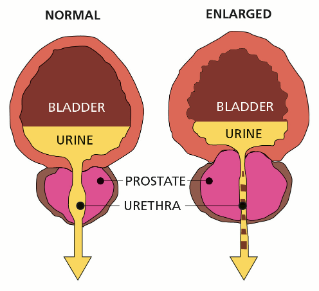 NORMAL
ENLARGED
BLADDER
BLADDER
URINE
URINE
PROSTATE
URETHRA